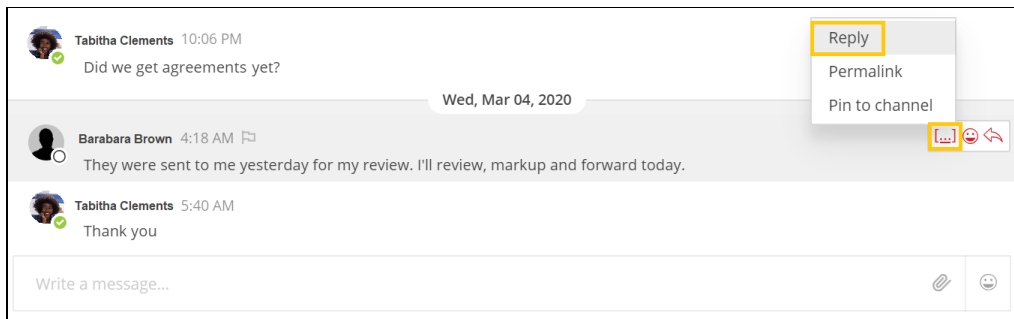 Tabitha Clements 10:06 PM
Did we get agreements yet?
Reply
Permalink
Pin to channel
Wed, Mar 04, 2020
Barabara Brown 4:18 AM
[...]
They were sent to me yesterday for my review. I'll review, markup and forward today.
Tabitha Clements 5:40 AM
Thank you
Write a message...